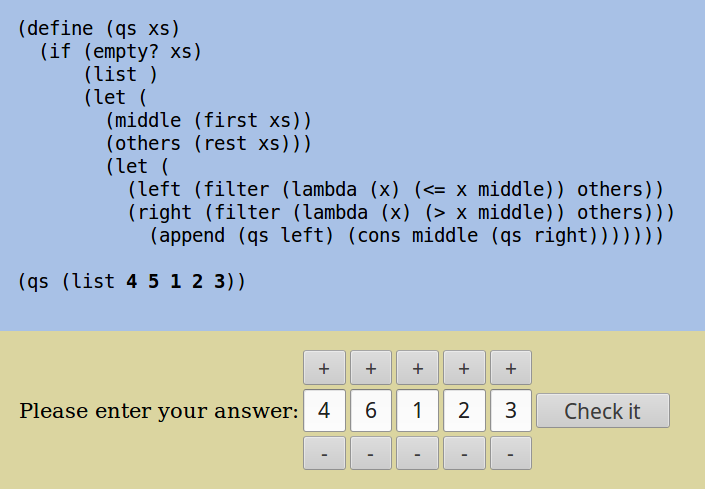 (define (qs xs)
  (if (empty? xs)
      (list )
      (let (
        (middle (first xs))
        (others (rest xs)))
        (let (
          (left (filter (lambda (x) (<= x middle)) others))
          (right (filter (lambda (x) (> x middle)) others)))
            (append (qs left) (cons middle (qs right)))))))
(qs (list 4 5 1 2 3))
+ + + + +
Please enter your answer: 4 6 1 2 3 Check it
- - - - -